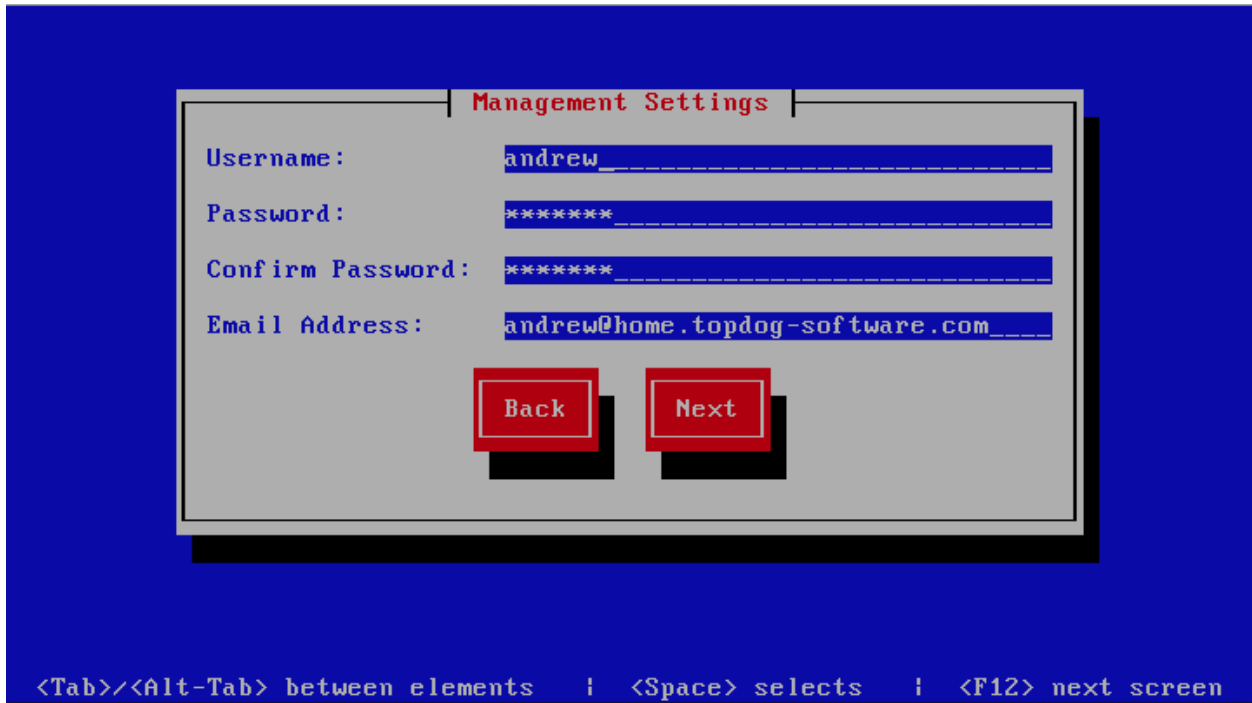 Management Settings
Username: andrew_____________________________
Password: *******____________________________
Confirm Password: *******____________________________
Email Address: andrew@home.topdog-software.com____
Back Next
<Tab>/<Alt-Tab> between elements | <Space> selects | <F12> next screen